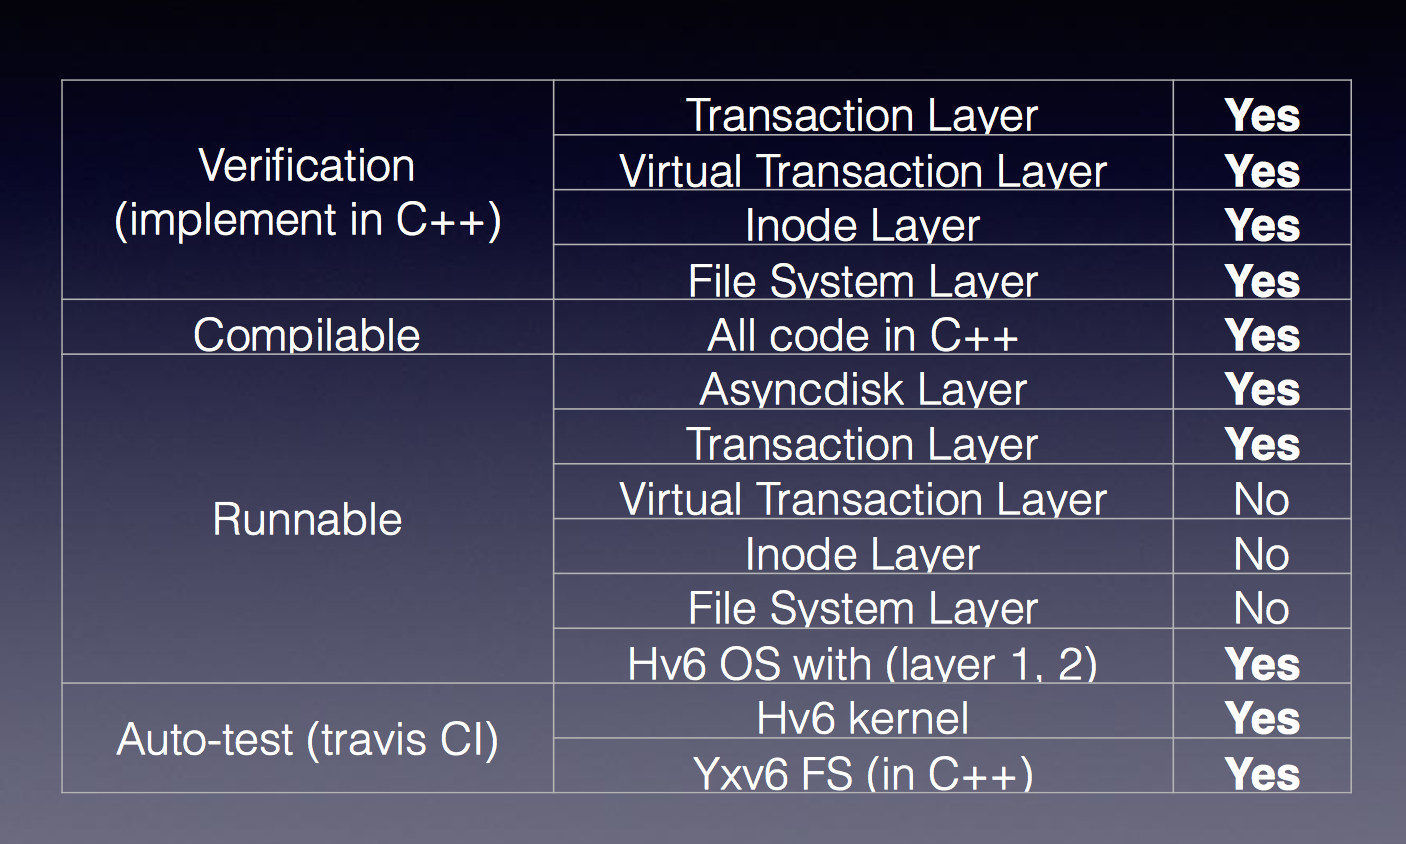 Verification
(implement in C++)
Transaction Layer Yes
Virtual Transaction Layer Yes
Inode Layer Yes
File System Layer Yes
Compilable All code in C++ Yes
Runnable
Asyncdisk Layer Yes
Transaction Layer Yes
Virtual Transaction Layer No
Inode Layer No
File System Layer No
Hv6 OS with (layer 1, 2) Yes
Auto-test (travis CI)
Hv6 kernel Yes
Yxv6 FS (in C++) Yes